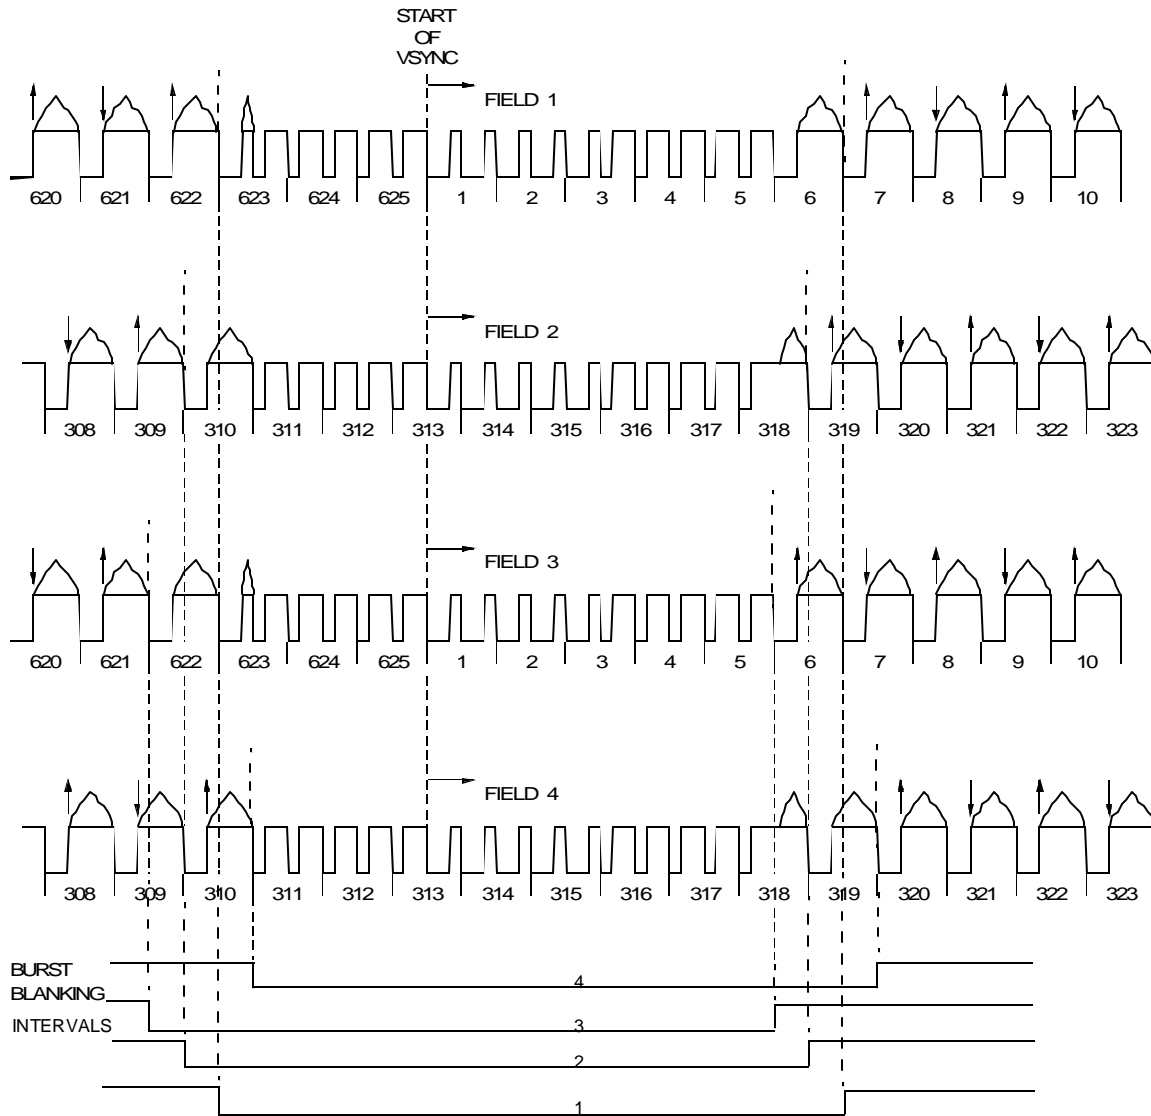 START
OF
VSYNC
FIELD 1
620 621 622 623 624 625 1 2 3 4 5 6 7 8 9 10
FIELD 2
308 309 310 311 312 313 314 315 316 317 318 319 320 321 322 323
FIELD 3
620 621 622 623 624 625 1 2 3 4 5 6 7 8 9 10
FIELD 4
308 309 310 311 312 313 314 315 316 317 318 319 320 321 322 323
BURST
4
BLANKING
INTERVALS
3
2
1